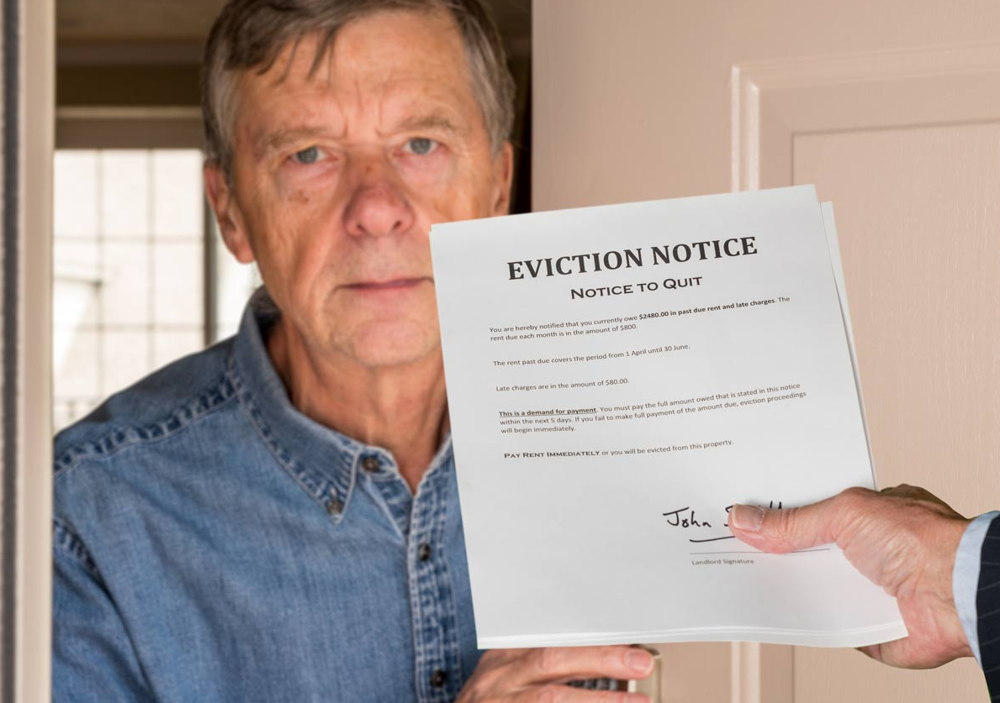 EVICTION NOTICE
NOTICE TO QUIT
You are hereby notified that you currently owe $2480.00 in past due rent and late charges. The
rent due each month is in the amount of $800.
The rent past due covers the period from 1 April until 30 June.
Late charges are in the amount of $80.00.
This is a demand for payment. You must pay the full amount owed that is stated in this notice
within the next 5 days. If you fail to make full payment of the amount due, eviction proceedings
will begin immediately.
PAY RENT IMMEDIATELY or you will be evicted from this property.
John
Landlord Signature